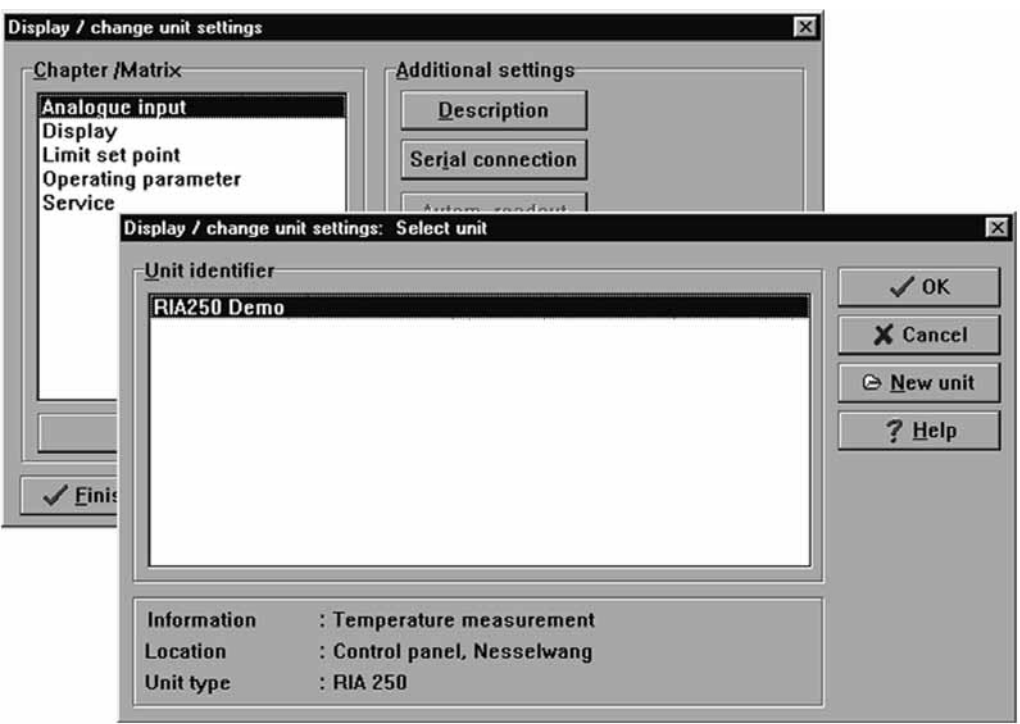 Display / change unit settings
Chapter /Matrix
Analogue input
Display
Limit set point
Operating parameter
Service
Additional settings
Description
Serial connection
Autom. readout
Display / change unit settings: Select unit
Unit identifier
RIA250 Demo
OK
Cancel
New unit
? Help
Information : Temperature measurement
Location : Control panel, Nesselwang
Unit type : RIA 250